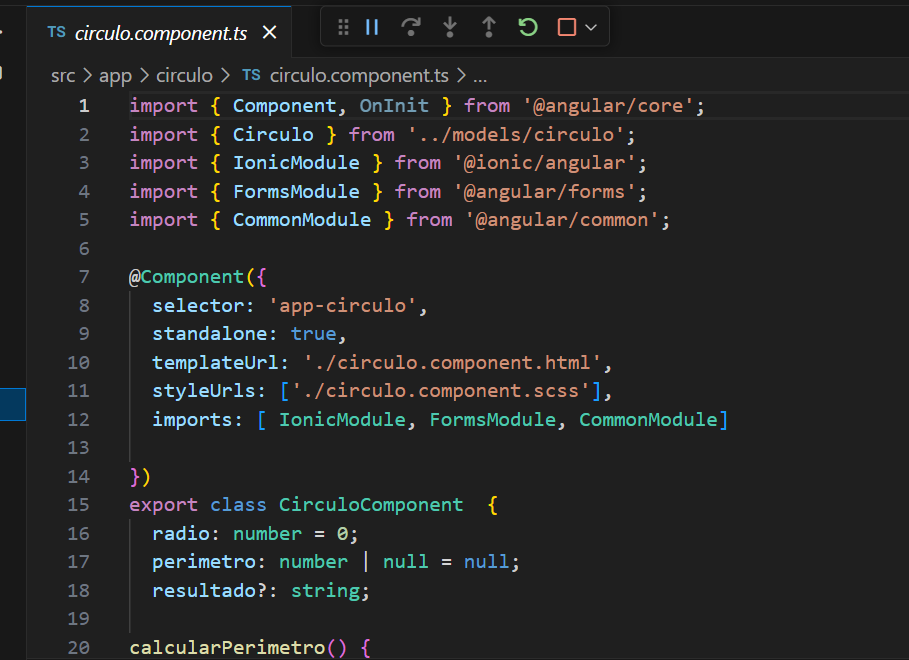 TS circulo.component.ts ×
src > app > circulo > TS circulo.component.ts > ...
1 import { Component, OnInit } from '@angular/core';
2 import { Circulo } from '../models/circulo';
3 import { IonicModule } from '@ionic/angular';
4 import { FormsModule } from '@angular/forms';
5 import { CommonModule } from '@angular/common';
6
7 @Component({
8   selector: 'app-circulo',
9   standalone: true,
10   templateUrl: './circulo.component.html',
11   styleUrls: ['./circulo.component.scss'],
12   imports: [ IonicModule, FormsModule, CommonModule]
13
14 })
15 export class CirculoComponent  {
16   radio: number = 0;
17   perimetro: number | null = null;
18   resultado?: string;
19
20 calcularPerimetro() {